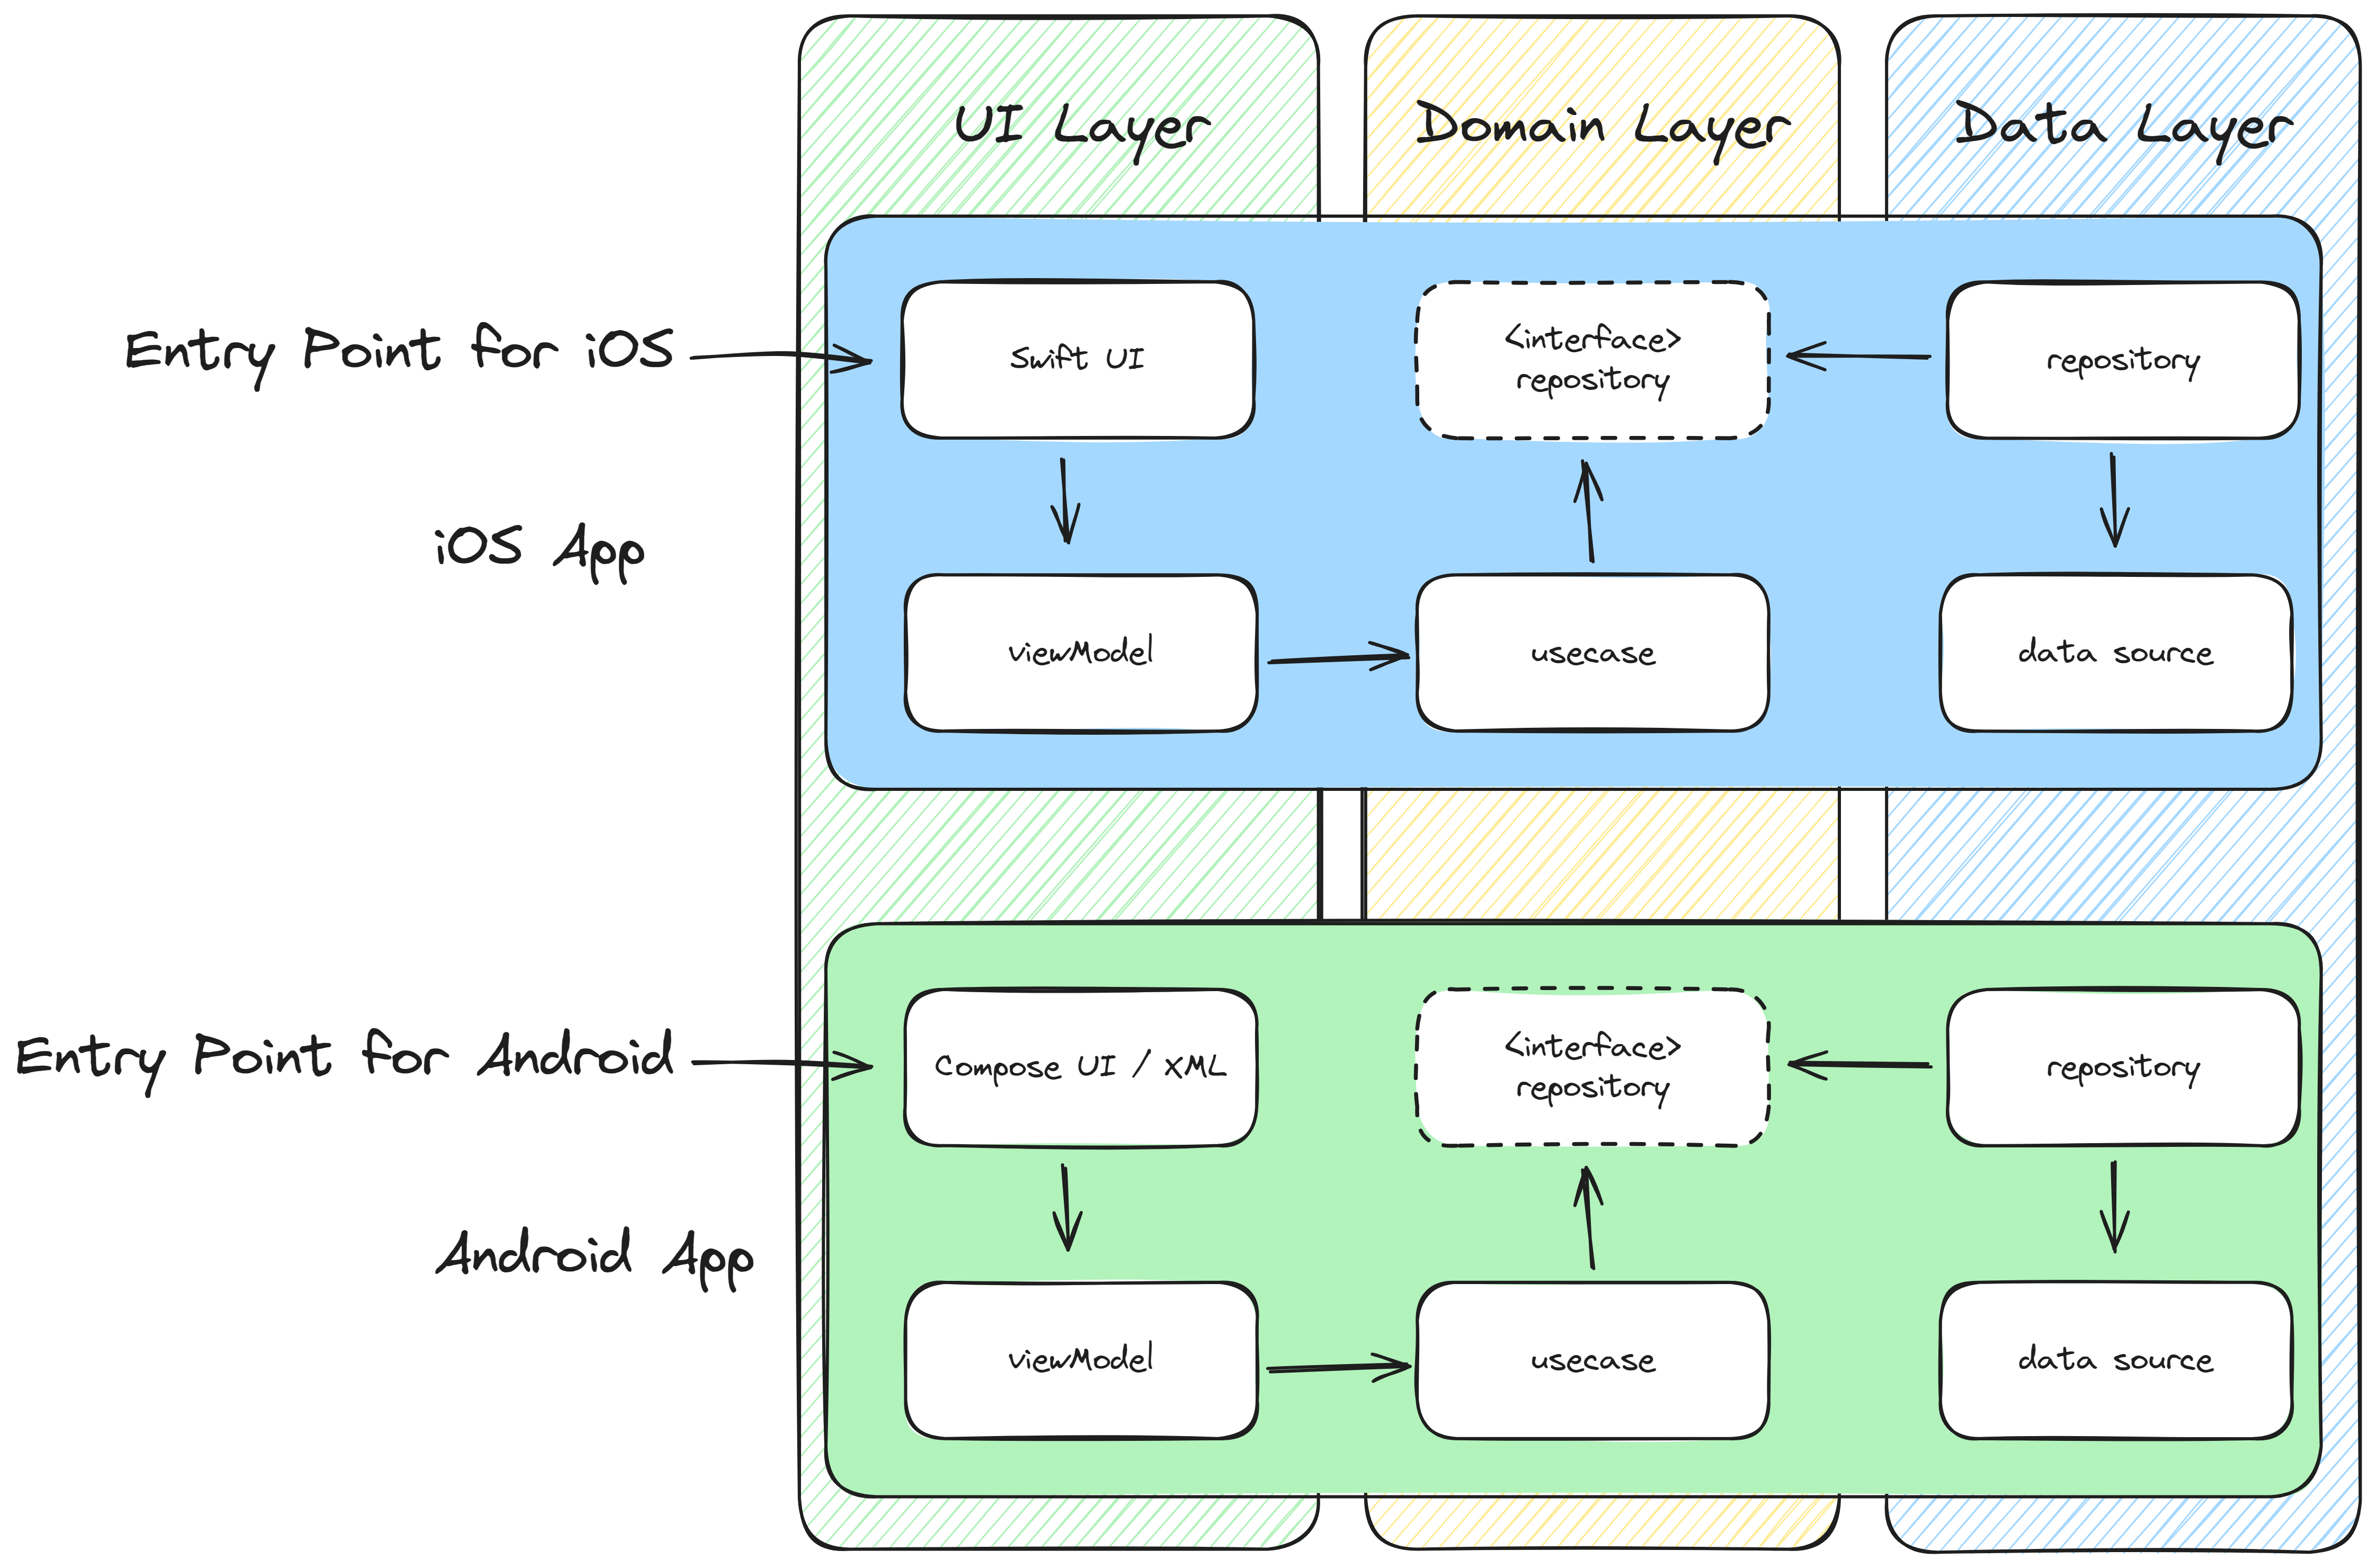 UI Layer
Domain Layer
Data Layer
Entry Point for iOS
Swift UI
<interface>
repository
repository
iOS App
viewModel
usecase
data source
Entry Point for Android
Compose UI / XML
<interface>
repository
repository
Android App
viewModel
usecase
data source